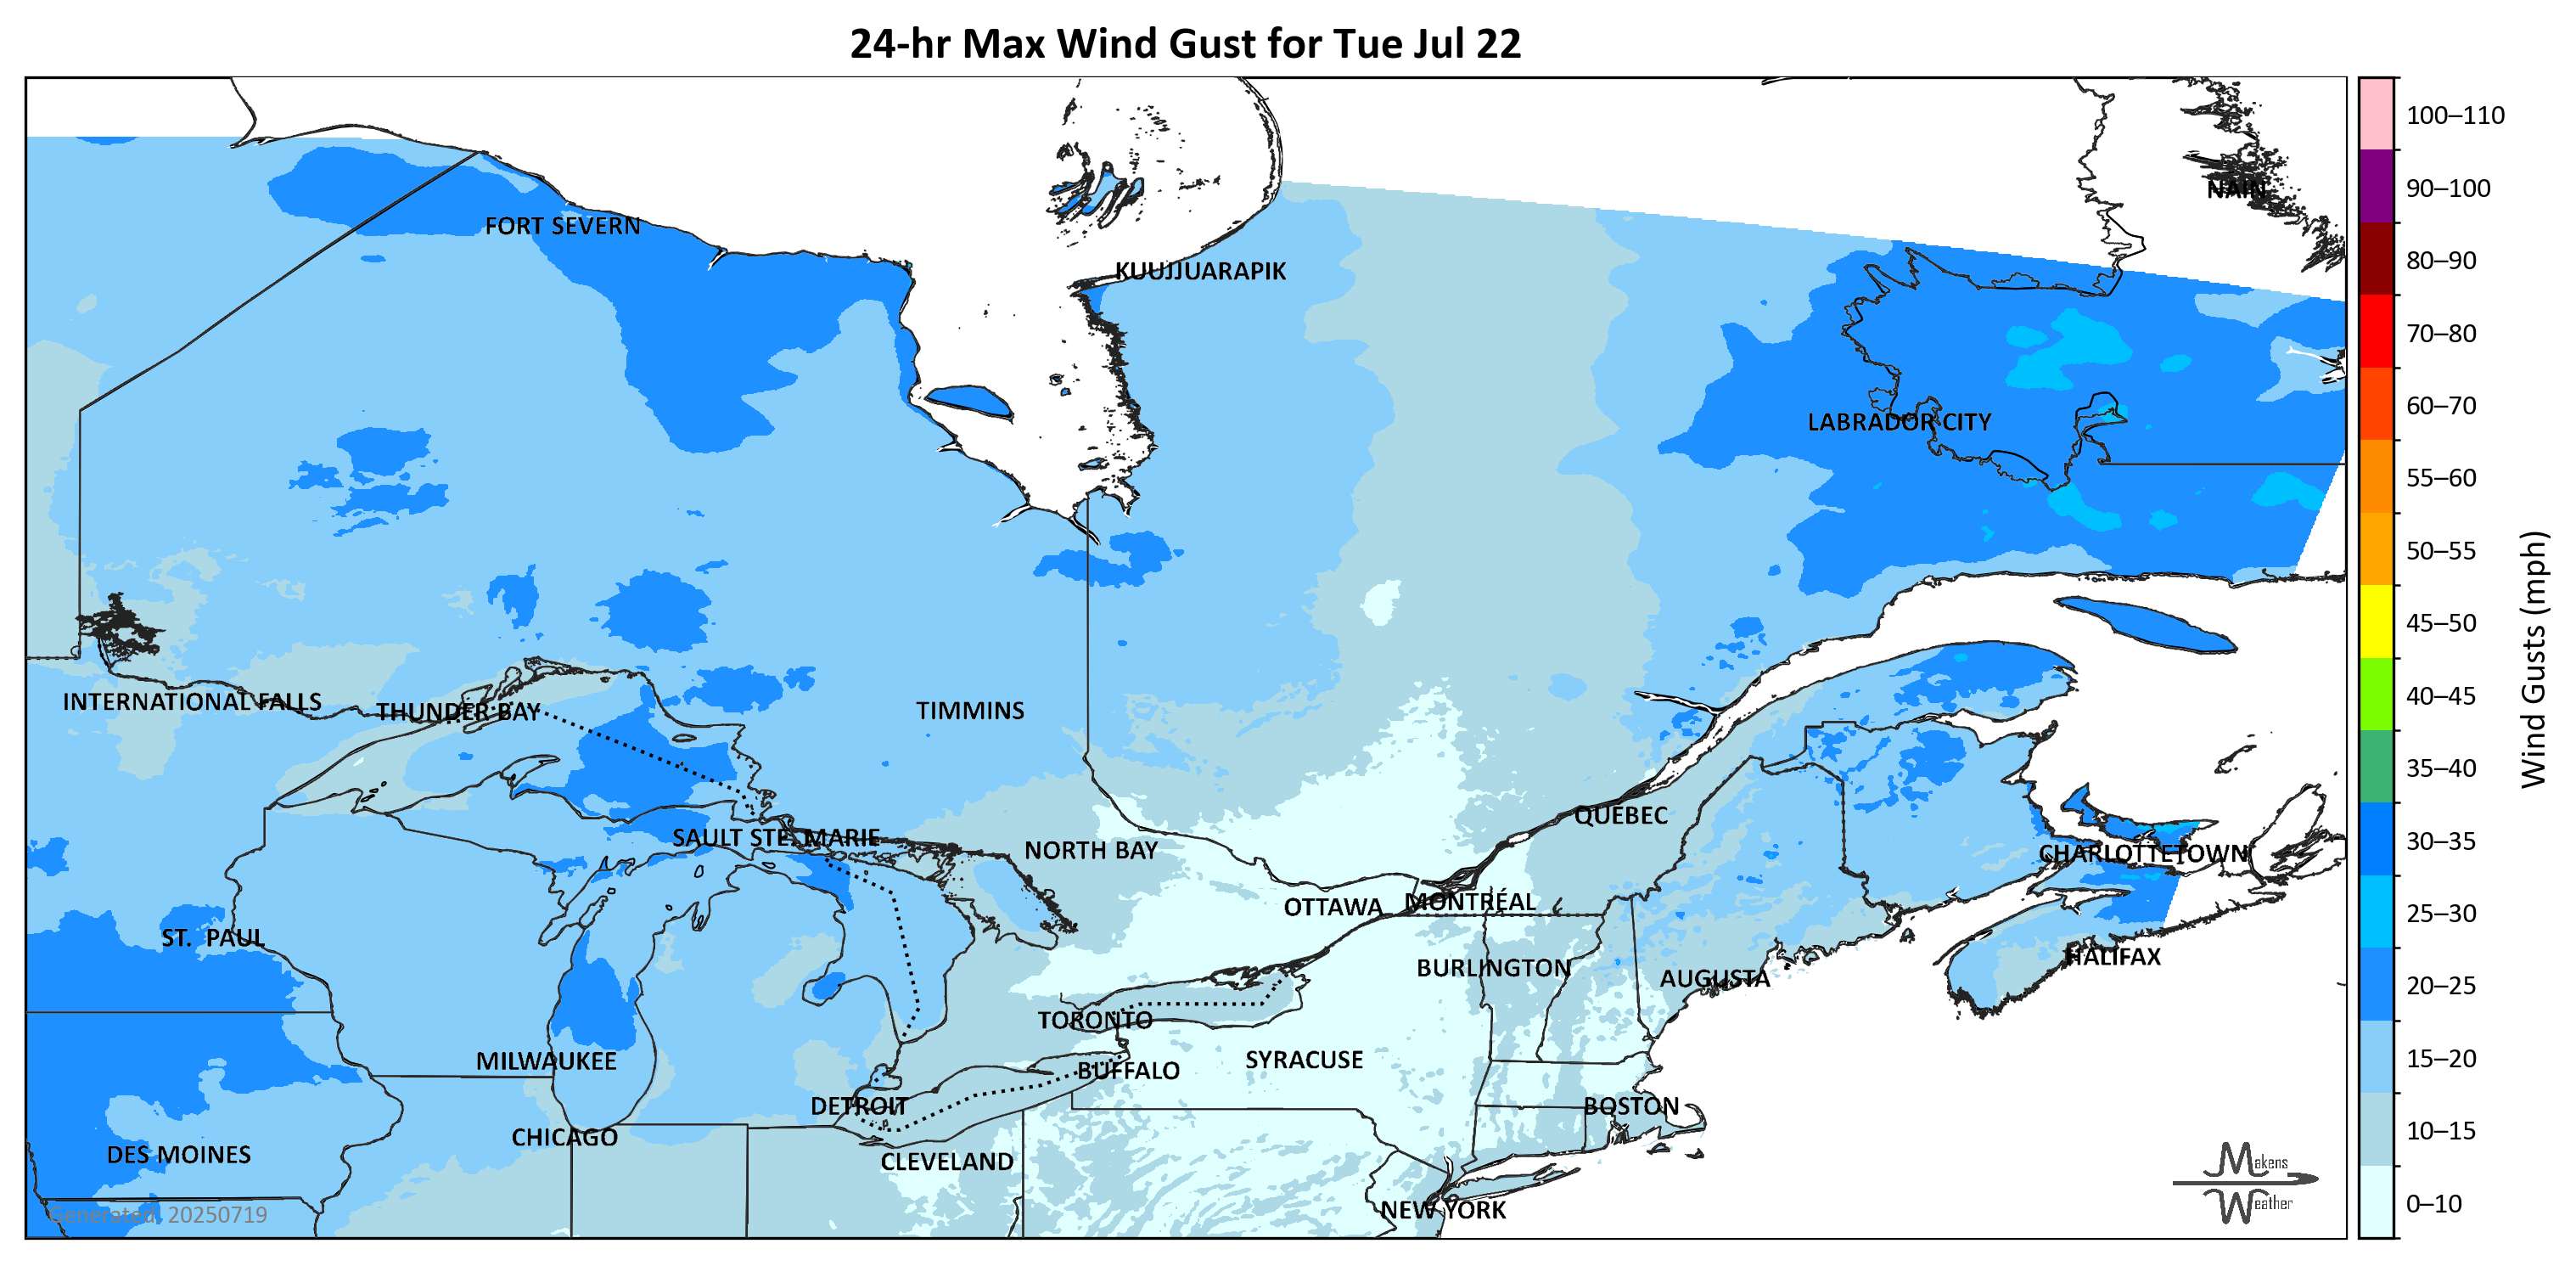 24-hr Max Wind Gust for Tue Jul 22
NAIN
FORT SEVERN
KUUJJUARAPIK
LABRADOR CITY
INTERNATIONAL FALLS
THUNDER BAY
TIMMINS
QUEBEC
SAULT STE. MARIE
NORTH BAY
CHARLOTTETOWN
OTTAWA
MONTRÉAL
ST. PAUL
HALIFAX
BURLINGTON
AUGUSTA
TORONTO
MILWAUKEE
SYRACUSE
BUFFALO
DETROIT
BOSTON
CHICAGO
DES MOINES
CLEVELAND
NEW YORK
Generated: 20250719
Makens
Weather
100–110
90–100
80–90
70–80
60–70
55–60
50–55
45–50
40–45
35–40
30–35
25–30
20–25
15–20
10–15
0–10
Wind Gusts (mph)